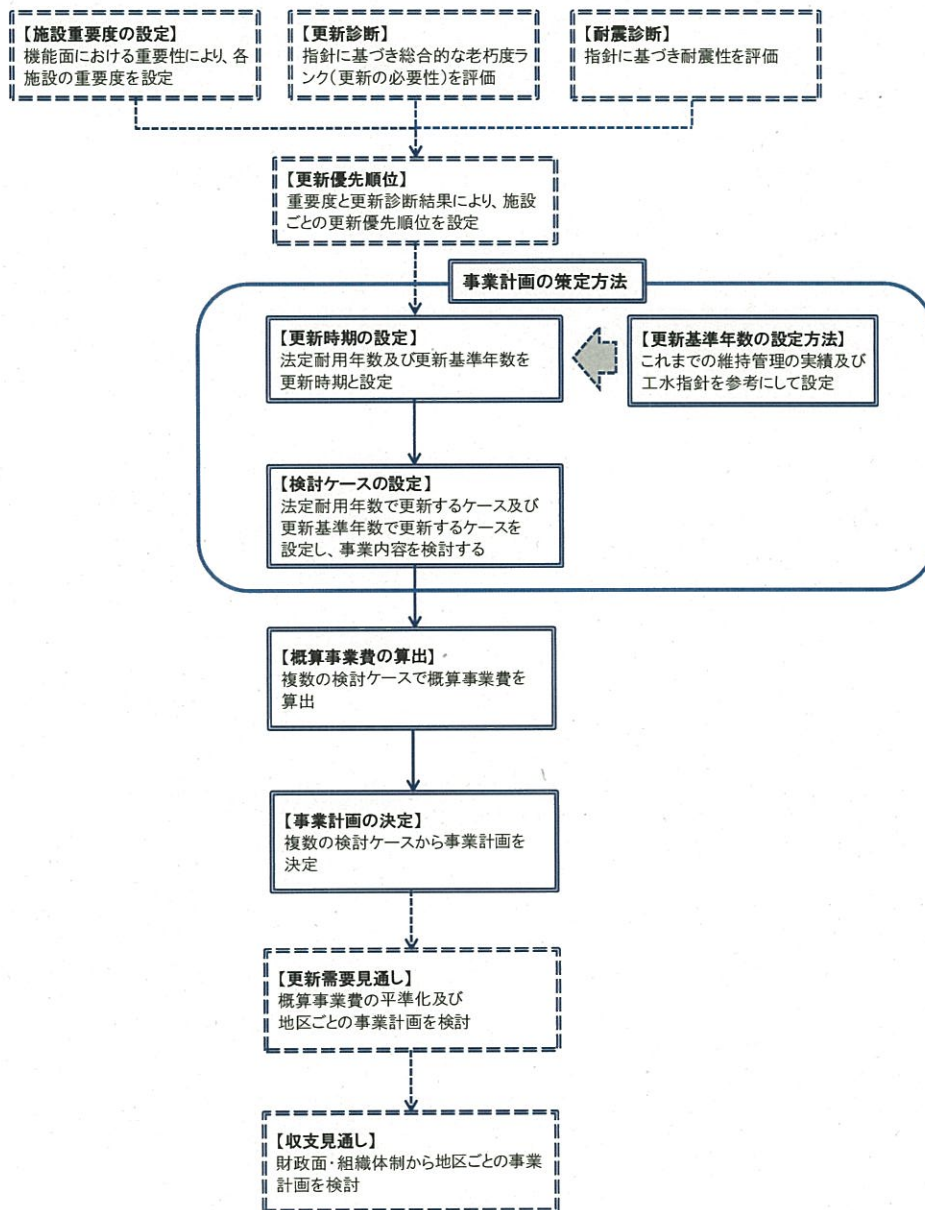 【施設重要度の設定】
機能面における重要性により、各
施設の重要度を設定
【更新診断】
指針に基づき総合的な老朽度ラ
ンク(更新の必要性)を評価
【耐震診断】
指針に基づき耐震性を評価
【更新優先順位】
重要度と更新診断結果により、施設
ごとの更新優先順位を設定
事業計画の策定方法
【更新時期の設定】
法定耐用年数及び更新基準年数を
更新時期と設定
【更新基準年数の設定方法】
これまでの維持管理の実績及び
工水指針を参考にして設定
【検討ケースの設定】
法定耐用年数で更新するケース及び
更新基準年数で更新するケースを
設定し、事業内容を検討する
【概算事業費の算出】
複数の検討ケースで概算事業費を
算出
【事業計画の決定】
複数の検討ケースから事業計画を
決定
【更新需要見通し】
概算事業費の平準化及び
地区ごとの事業計画を検討
【収支見通し】
財政面・組織体制から地区ごとの事業
計画を検討